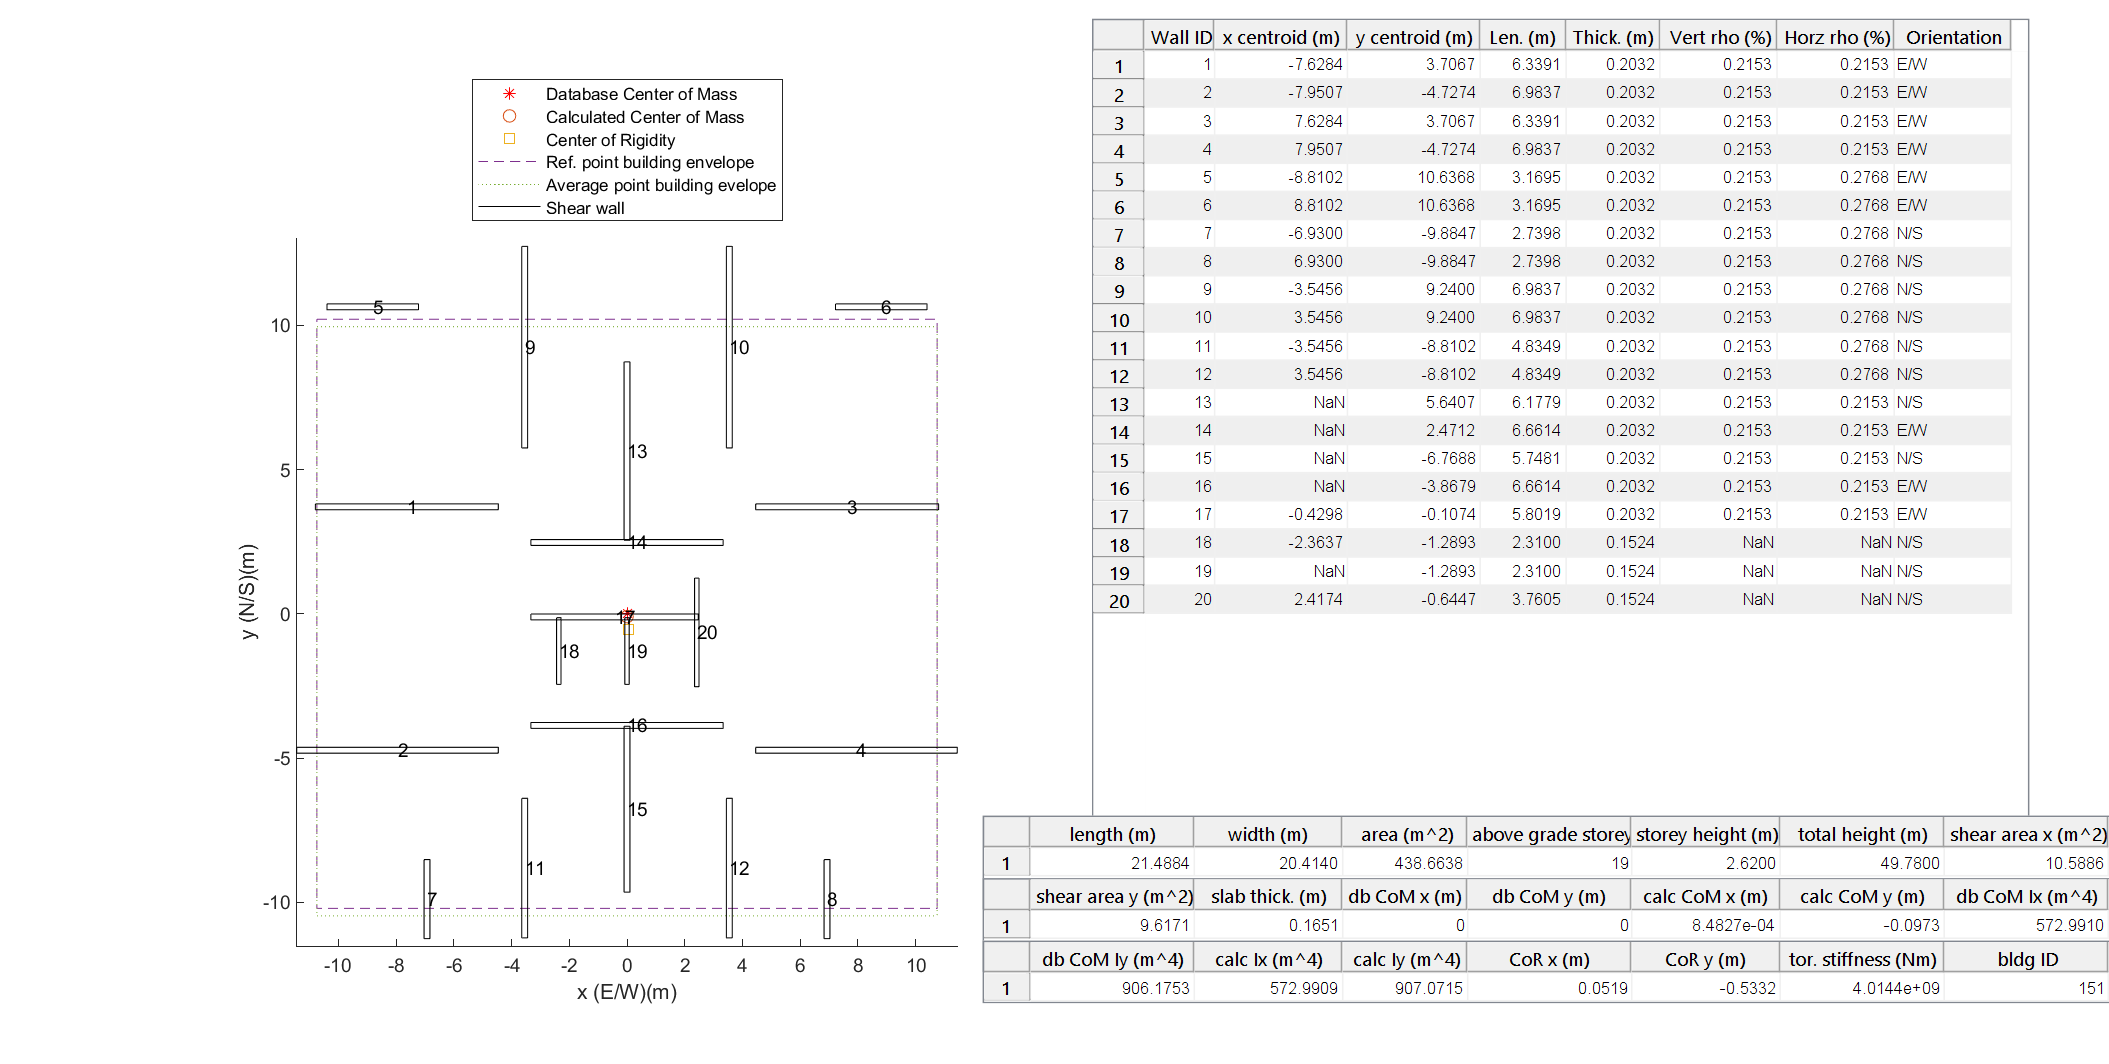 Database Center of Mass
Calculated Center of Mass
Center of Rigidity
Ref. point building envelope
Average point building evelope
Shear wall
10
5
0
-5
-10
y (N/S)(m)
-10 -8 -6 -4 -2 0 2 4 6 8 10
x (E/W)(m)
5 6
9 10
13
1 3
14
17
20
18 19
16
2 4
15
11 12
7 8
Wall ID x centroid (m) y centroid (m) Len. (m) Thick. (m) Vert rho (%) Horz rho (%) Orientation
1 1 -7.6284 3.7067 6.3391 0.2032 0.2153 0.2153 E/W
2 2 -7.9507 -4.7274 6.9837 0.2032 0.2153 0.2153 E/W
3 3 7.6284 3.7067 6.3391 0.2032 0.2153 0.2153 E/W
4 4 7.9507 -4.7274 6.9837 0.2032 0.2153 0.2153 E/W
5 5 -8.8102 10.6368 3.1695 0.2032 0.2153 0.2768 E/W
6 6 8.8102 10.6368 3.1695 0.2032 0.2153 0.2768 E/W
7 7 -6.9300 -9.8847 2.7398 0.2032 0.2153 0.2768 N/S
8 8 6.9300 -9.8847 2.7398 0.2032 0.2153 0.2768 N/S
9 9 -3.5456 9.2400 6.9837 0.2032 0.2153 0.2768 N/S
10 10 3.5456 9.2400 6.9837 0.2032 0.2153 0.2768 N/S
11 11 -3.5456 -8.8102 4.8349 0.2032 0.2153 0.2768 N/S
12 12 3.5456 -8.8102 4.8349 0.2032 0.2153 0.2768 N/S
13 13 NaN 5.6407 6.1779 0.2032 0.2153 0.2153 N/S
14 14 NaN 2.4712 6.6614 0.2032 0.2153 0.2153 E/W
15 15 NaN -6.7688 5.7481 0.2032 0.2153 0.2153 N/S
16 16 NaN -3.8679 6.6614 0.2032 0.2153 0.2153 E/W
17 17 -0.4298 -0.1074 5.8019 0.2032 0.2153 0.2153 E/W
18 18 -2.3637 -1.2893 2.3100 0.1524 NaN NaN N/S
19 19 NaN -1.2893 2.3100 0.1524 NaN NaN N/S
20 20 2.4174 -0.6447 3.7605 0.1524 NaN NaN N/S
length (m) width (m) area (m^2) above grade storey storey height (m) total height (m) shear area x (m^2)
1 21.4884 20.4140 438.6638 19 2.6200 49.7800 10.5886
shear area y (m^2) slab thick. (m) db CoM x (m) db CoM y (m) calc CoM x (m) calc CoM y (m) db CoM Ix (m^4)
1 9.6171 0.1651 0 0 8.4827e-04 -0.0973 572.9910
db CoM Iy (m^4) calc Ix (m^4) calc Iy (m^4) CoR x (m) CoR y (m) tor. stiffness (Nm) bldg ID
1 906.1753 572.9909 907.0715 0.0519 -0.5332 4.0144e+09 151